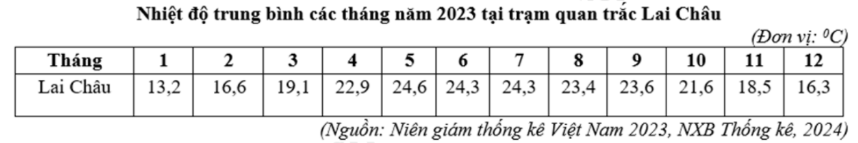 Nhiệt độ trung bình các tháng năm 2023 tại trạm quan trắc Lai Châu
(Đơn vị: ⁰C)
Tháng 1 2 3 4 5 6 7 8 9 10 11 12
Lai Châu 13,2 16,6 19,1 22,9 24,6 24,3 24,3 23,4 23,6 21,6 18,5 16,3
(Nguồn: Niên giám thống kê Việt Nam 2023, NXB Thống kê, 2024)